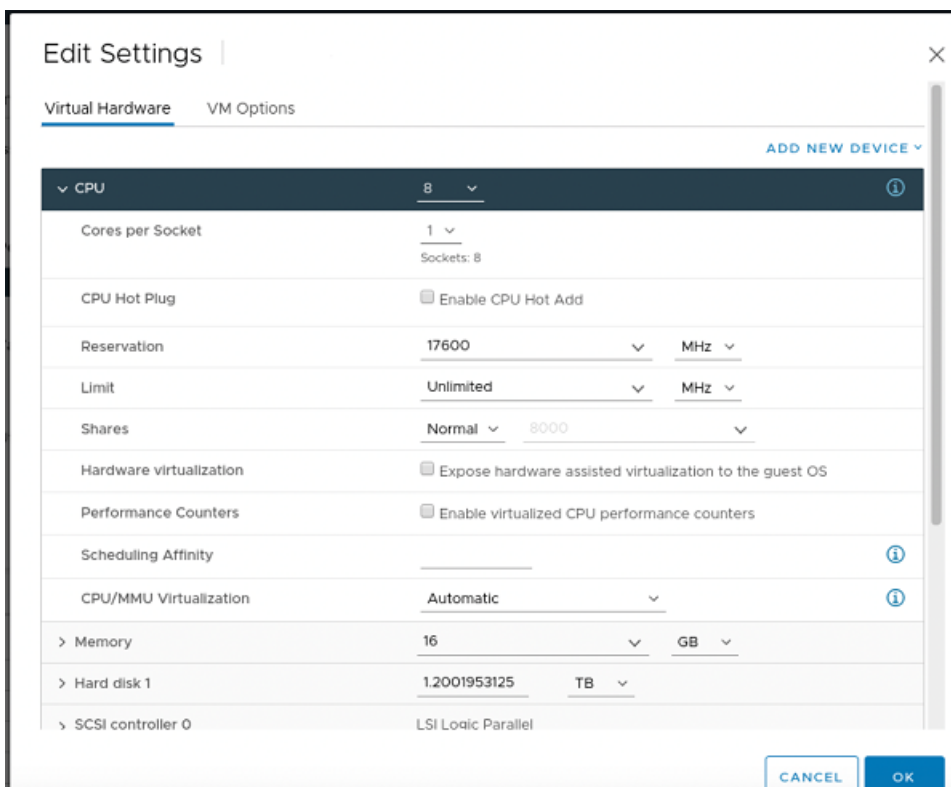 Edit Settings
Virtual Hardware VM Options
ADD NEW DEVICE
CPU 8
Cores per Socket 1
Sockets: 8
CPU Hot Plug Enable CPU Hot Add
Reservation 17600 MHz
Limit Unlimited MHz
Shares Normal 8000
Hardware virtualization Expose hardware assisted virtualization to the guest OS
Performance Counters Enable virtualized CPU performance counters
Scheduling Affinity
CPU/MMU Virtualization Automatic
Memory 16 GB
Hard disk 1 1.2001953125 TB
SCSI controller 0 LSI Logic Parallel
CANCEL OK